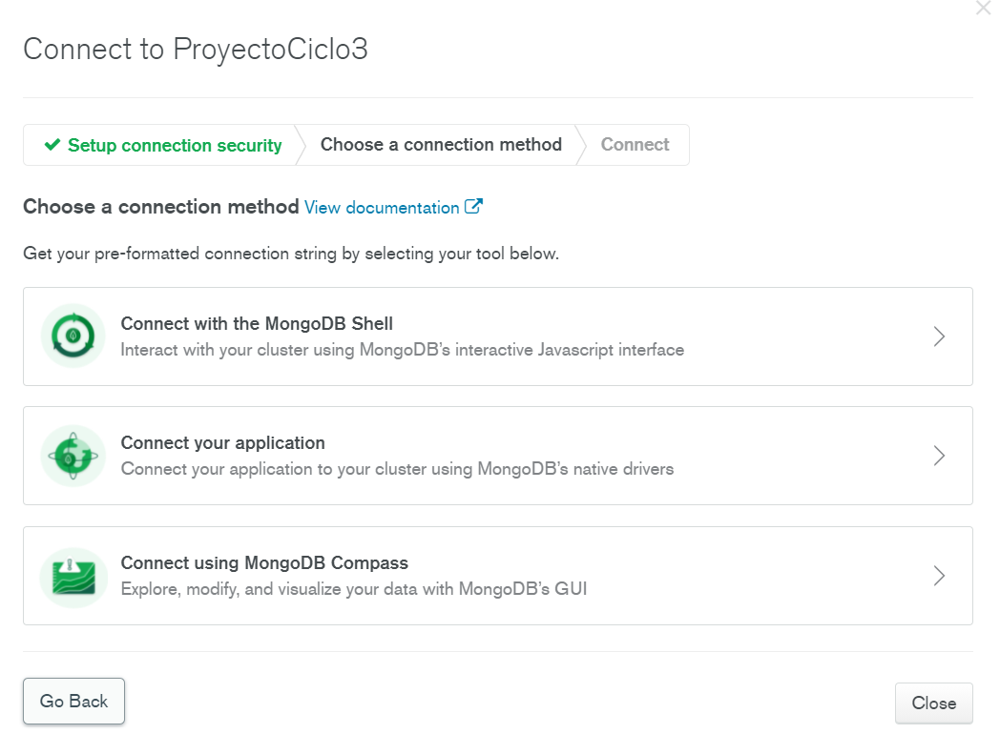 Connect to ProyectoCiclo3
Setup connection security
Choose a connection method
Connect
Choose a connection method View documentation
Get your pre-formatted connection string by selecting your tool below.
Connect with the MongoDB Shell
Interact with your cluster using MongoDB's interactive Javascript interface
Connect your application
Connect your application to your cluster using MongoDB's native drivers
Connect using MongoDB Compass
Explore, modify, and visualize your data with MongoDB's GUI
Go Back
Close